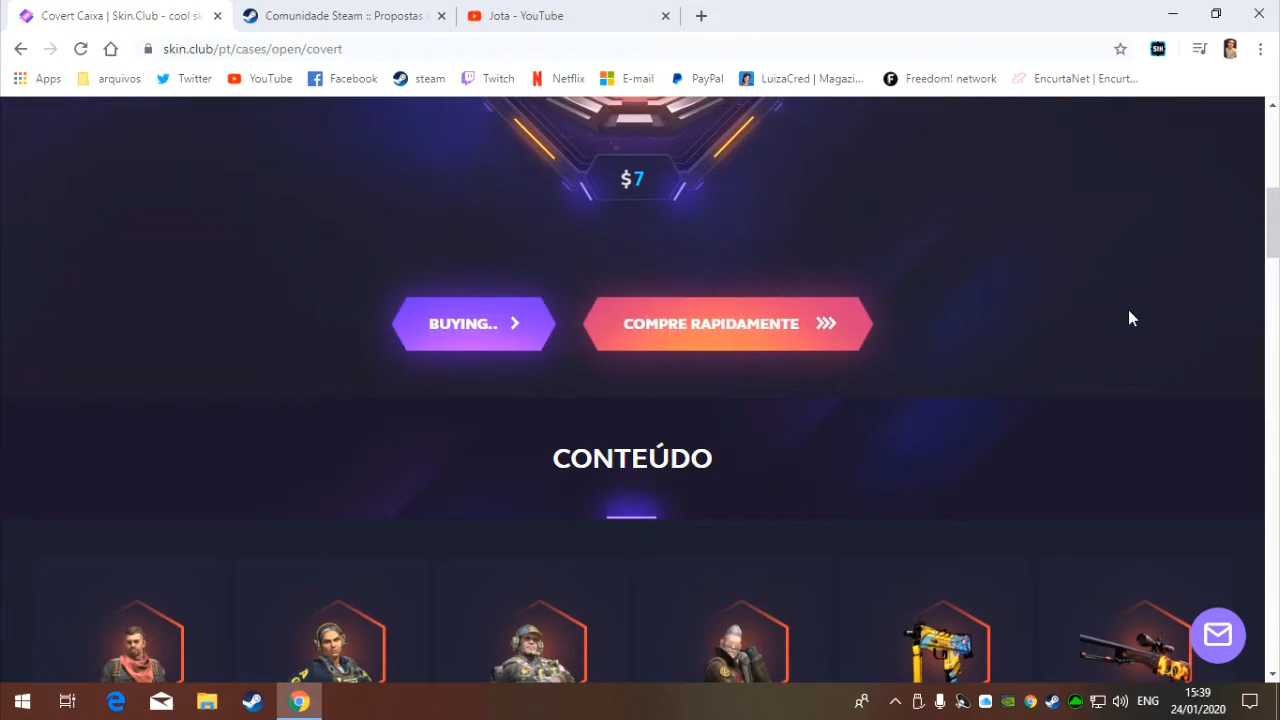 Covert Caixa | Skin.Club - cool sk
Comunidade Steam :: Propostas
Jota - YouTube
skin.club/pt/cases/open/covert
SIH
Apps
arquivos
Twitter
YouTube
Facebook
steam
Twitch
Netflix
E-mail
PayP
LuizaCred | Magazi...
Freedom! network
EncurtaNet | Encurt...
$7
BUYING..
COMPRE RAPIDAMENTE
CONTEÚDO
ENG
15:39
24/01/2020